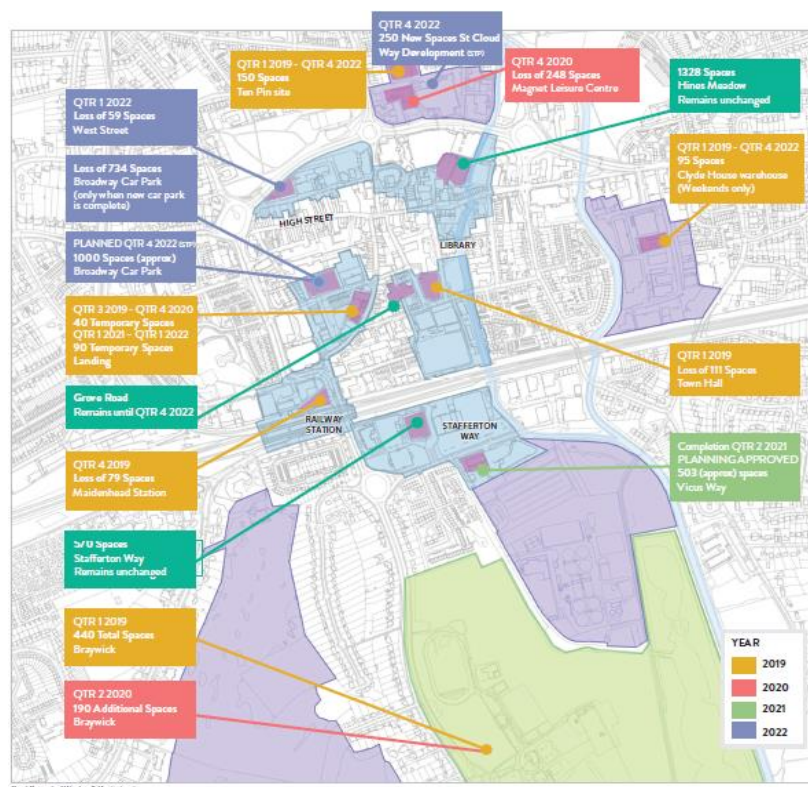 QTR 4 2022
250 New Spaces St Cloud
Way Development (STP)
QTR 1 2019 - QTR 4 2022
150 Spaces
Ten Pin site
QTR 4 2020
Loss of 248 Spaces
Magnet Leisure Centre
1328 Spaces
Hines Meadow
Remains unchanged
QTR 1 2022
Loss of 59 Spaces
West Street
QTR 1 2019 - QTR 4 2022
95 Spaces
Clyde House warehouse
(Weekends only)
Loss of 734 Spaces
Broadway Car Park
(only when new car park
is complete)
HIGH STREET
LIBRARY
PLANNED QTR 4 2022 (STP)
1000 Spaces (approx)
Broadway Car Park
QTR 3 2019 - QTR 4 2020
40 Temporary Spaces
QTR 1 2021 - QTR 1 2022
90 Temporary Spaces
Landing
QTR 1 2019
Loss of 111 Spaces
Town Hall
Grove Road
Remains until QTR 4 2022
RAILWAY
STATION
STAFFERTON
WAY
QTR 4 2019
Loss of 79 Spaces
Maidenhead Station
Completion QTR 2 2021
PLANNING APPROVED
503 (approx) spaces
Vicus Way
570 Spaces
Stafferton Way
Remains unchanged
QTR 1 2019
440 Total Spaces
Braywick
QTR 2 2020
190 Additional Spaces
Braywick
YEAR
2019
2020
2021
2022